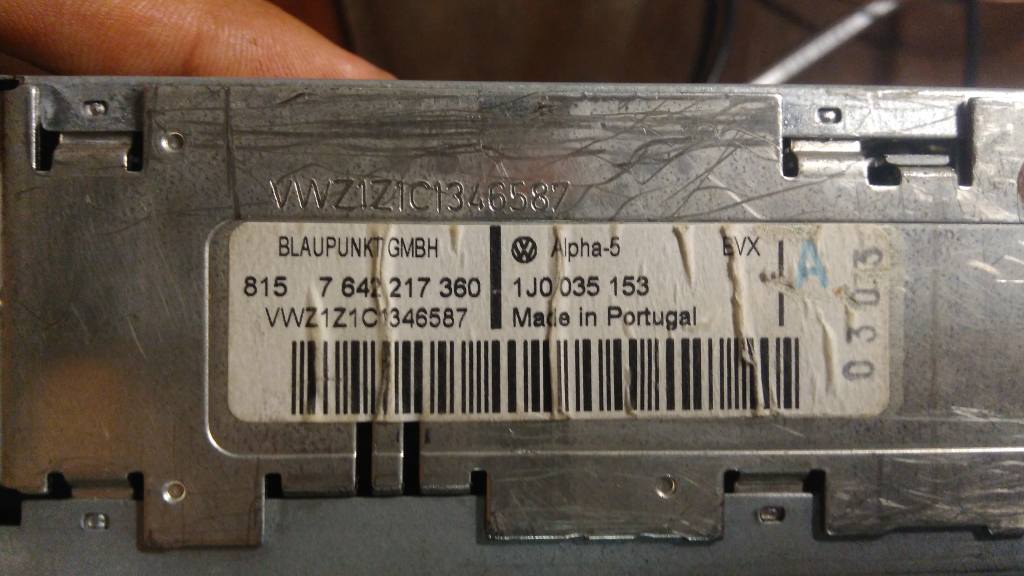 VWZ1Z1C1346587
BLAUPUNKT GMBH
Alpha-5 EVX A
815 7 642 217 360
1J0 035 153
VWZ1Z1C1346587
Made in Portugal
0303